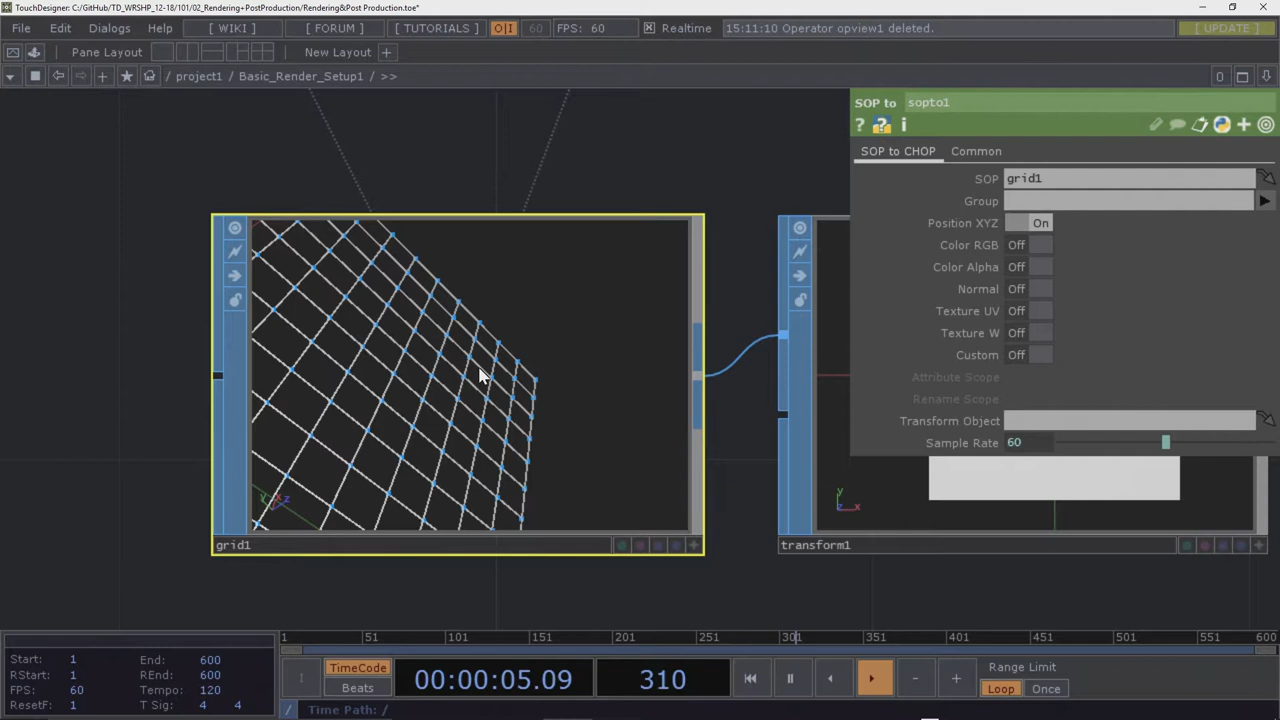 TouchDesigner: C:/GitHub/TD_WRSHP_12-18/101/02_Rendering+PostProduction/Rendering&Post Production.toe*
File Edit Dialogs [ WIKI ] [ FORUM ] [ TUTORIALS ] O|I 60 FPS: 60 Realtime 15:11:10 Operator opview1 deleted. [ UPDATE ]
Pane Layout New Layout +
/ project1 / Basic_Render_Setup1 / >> 0
SOP to sopto1
? ? i
SOP to CHOP Common
SOP grid1
Group
Position XYZ On
Color RGB Off
Color Alpha Off
Normal Off
Texture UV Off
Texture W Off
Custom Off
Attribute Scope
Rename Scope
Transform Object
Sample Rate 60
y x z
y z x
grid1
transform1
1 51 101 151 201 251 301 351 401 451 501 551 600
Start: 1 End: 600
RStart: 1 REnd: 600
FPS: 60 Tempo: 120
ResetF: 1 T Sig: 4 4
1 TimeCode Beats 00:00:05.09 310 - + Range Limit
Loop Once
/ Time Path: /